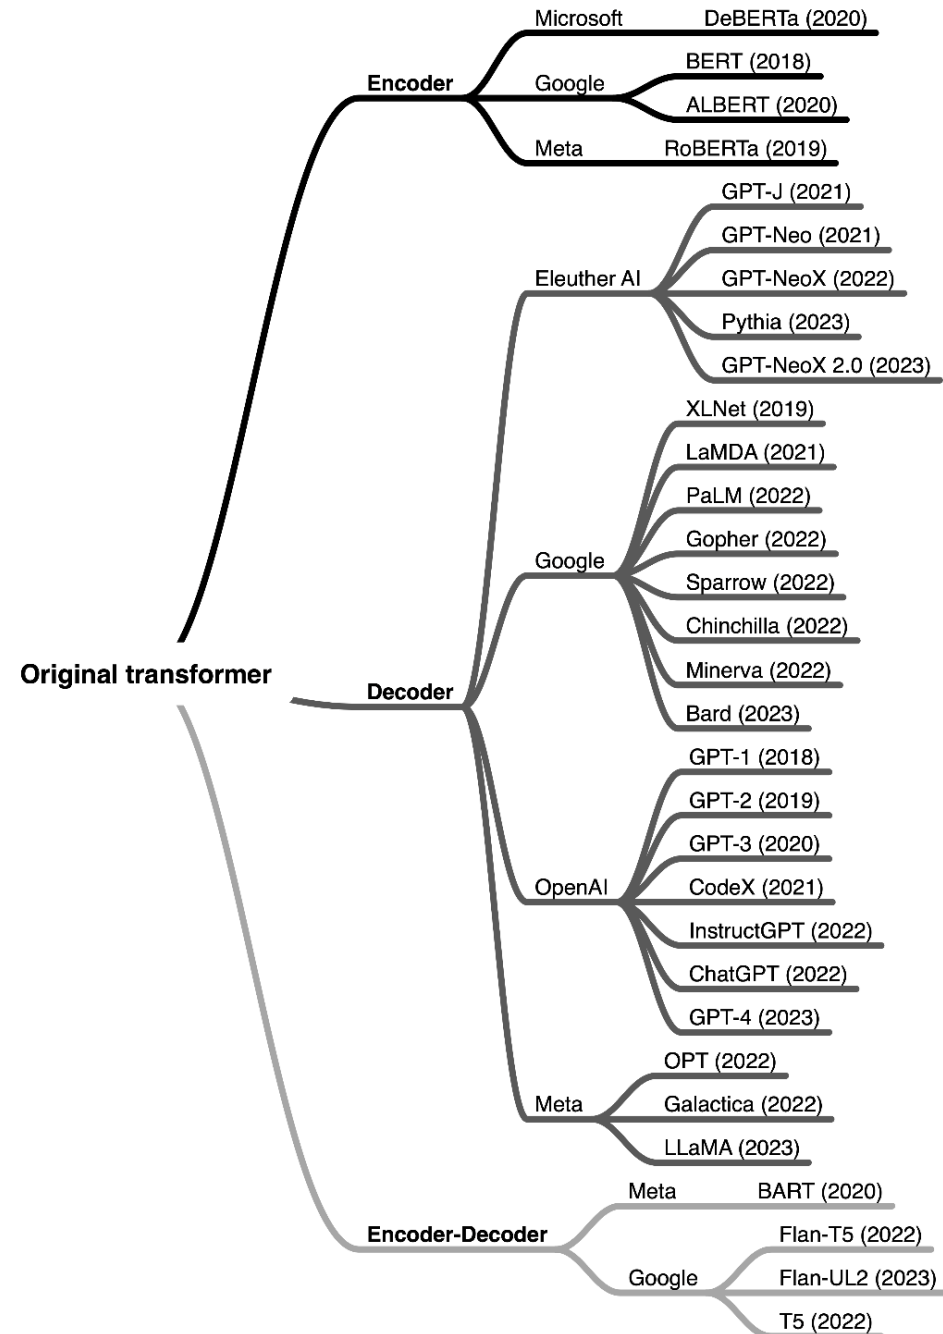 Microsoft DeBERTa (2020)
BERT (2018)
Encoder Google
ALBERT (2020)
Meta RoBERTa (2019)
GPT-J (2021)
GPT-Neo (2021)
Eleuther AI GPT-NeoX (2022)
Pythia (2023)
GPT-NeoX 2.0 (2023)
XLNet (2019)
LaMDA (2021)
PaLM (2022)
Gopher (2022)
Google
Sparrow (2022)
Chinchilla (2022)
Minerva (2022)
Original transformer
Decoder
Bard (2023)
GPT-1 (2018)
GPT-2 (2019)
GPT-3 (2020)
OpenAI CodeX (2021)
InstructGPT (2022)
ChatGPT (2022)
GPT-4 (2023)
OPT (2022)
Meta Galactica (2022)
LLaMA (2023)
Meta BART (2020)
Encoder-Decoder Flan-T5 (2022)
Google Flan-UL2 (2023)
T5 (2022)